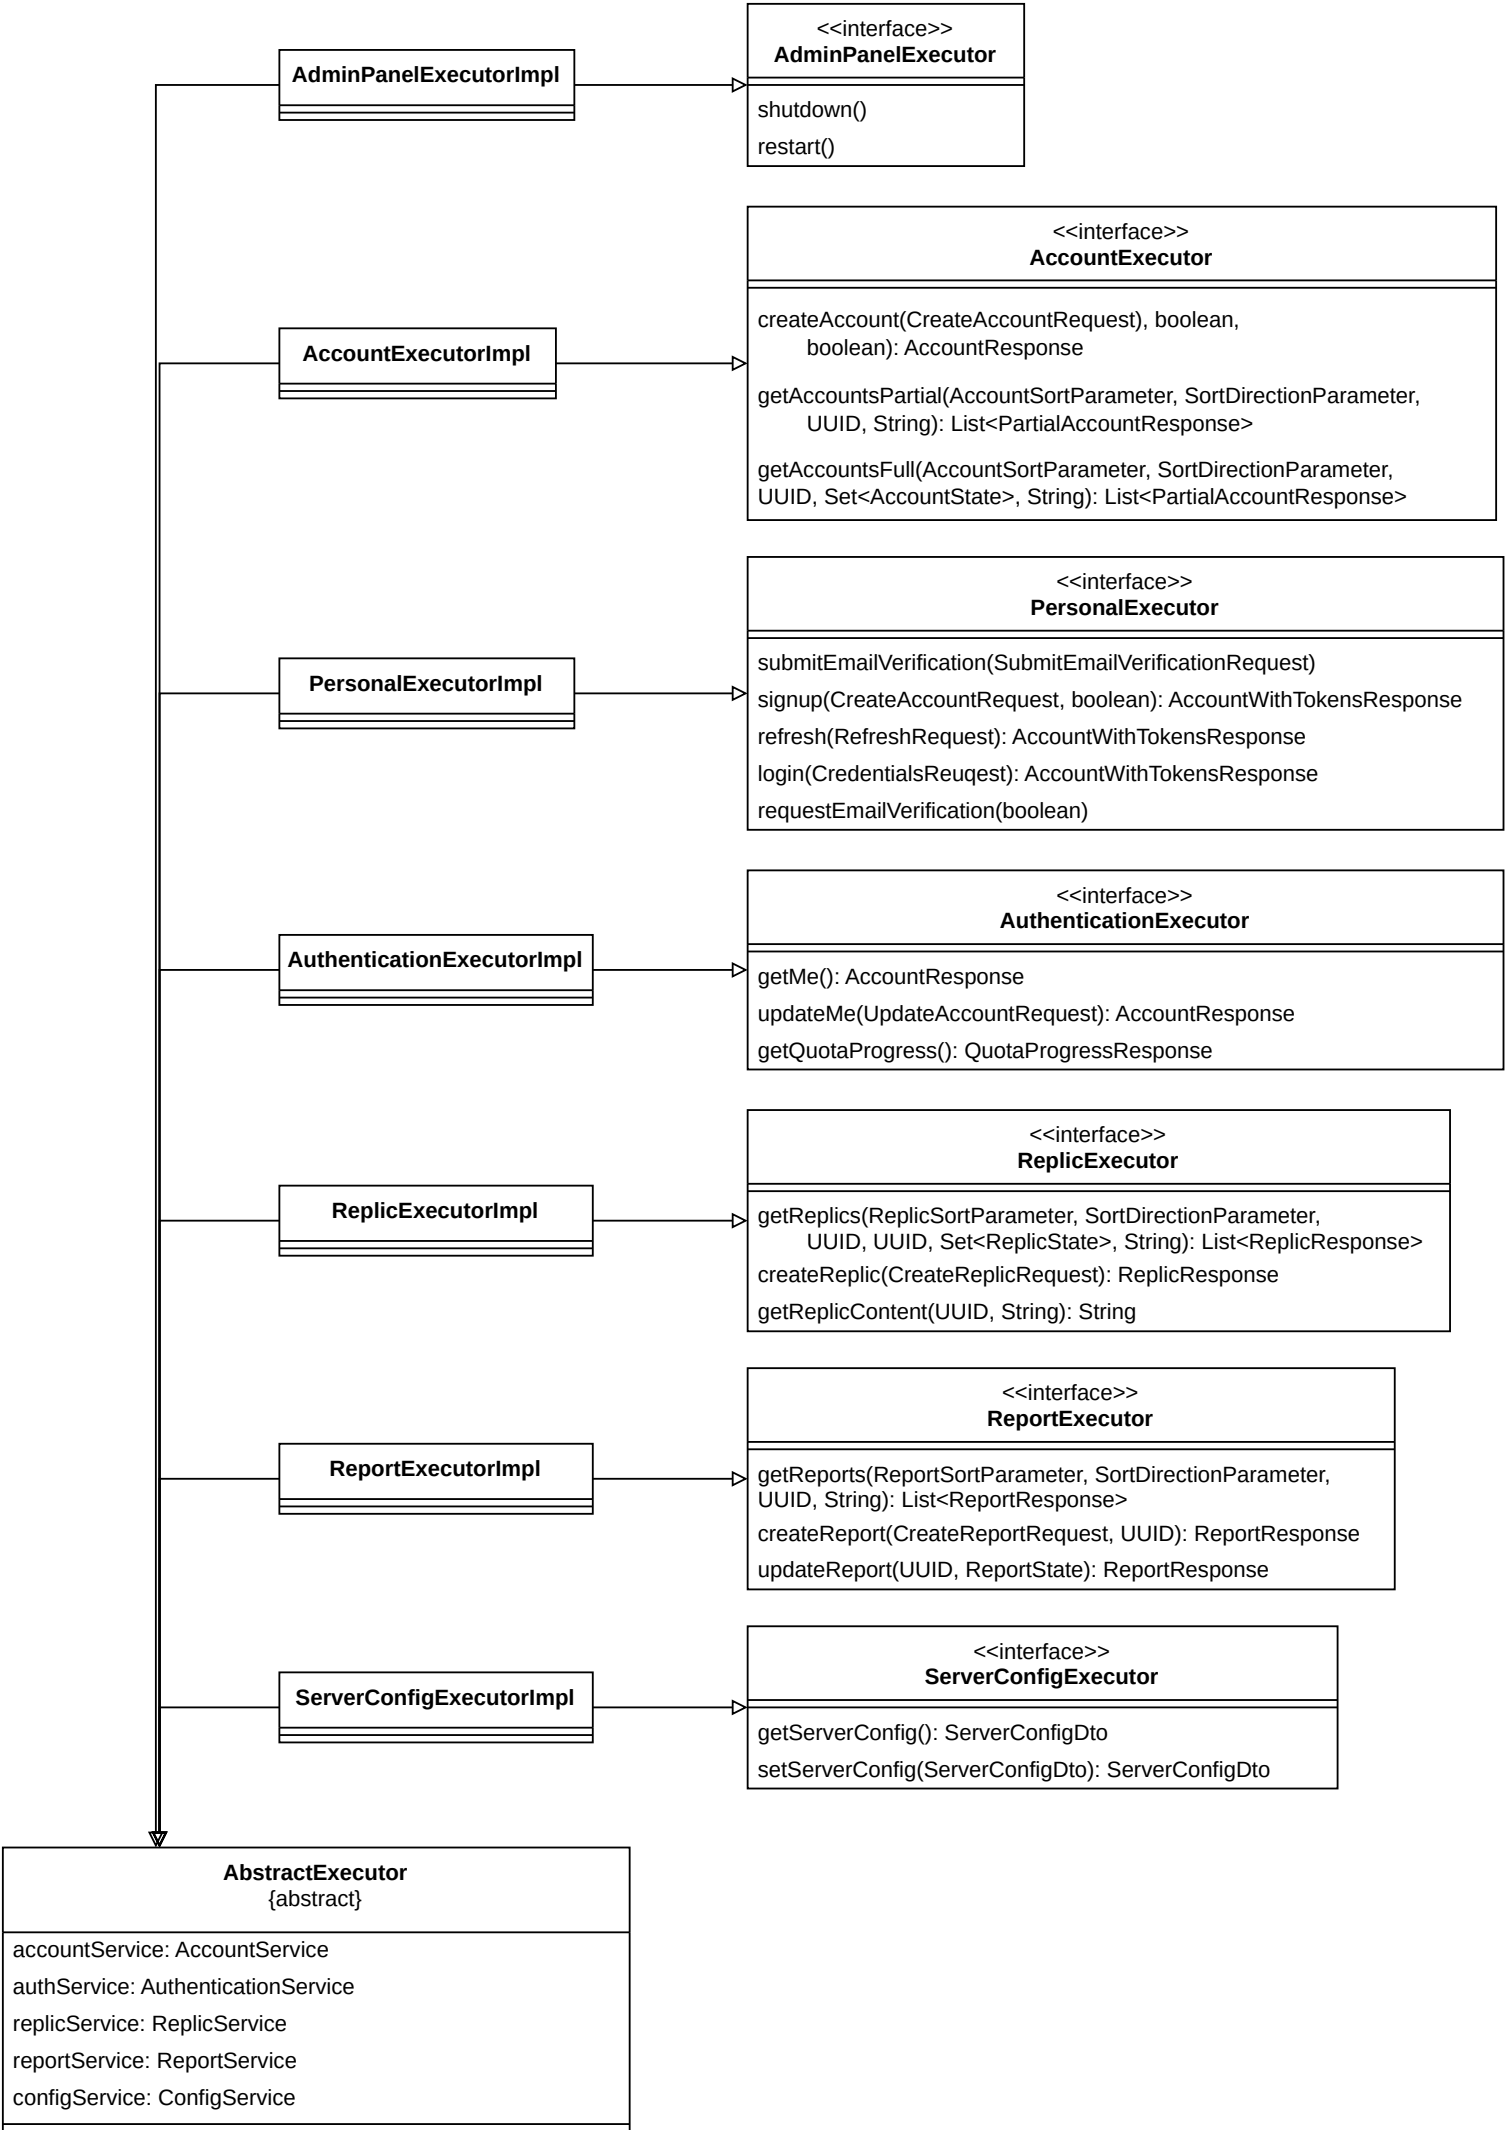 <<interface>>
AdminPanelExecutor
AdminPanelExecutorImpl
shutdown()
restart()
<<interface>>
AccountExecutor
AccountExecutorImpl
createAccount(CreateAccountRequest), boolean,
boolean): AccountResponse
getAccountsPartial(AccountSortParameter, SortDirectionParameter,
UUID, String): List<PartialAccountResponse>
getAccountsFull(AccountSortParameter, SortDirectionParameter,
UUID, Set<AccountState>, String): List<PartialAccountResponse>
<<interface>>
PersonalExecutor
PersonalExecutorImpl
submitEmailVerification(SubmitEmailVerificationRequest)
signup(CreateAccountRequest, boolean): AccountWithTokensResponse
refresh(RefreshRequest): AccountWithTokensResponse
login(CredentialsReuqest): AccountWithTokensResponse
requestEmailVerification(boolean)
<<interface>>
AuthenticationExecutor
AuthenticationExecutorImpl
getMe(): AccountResponse
updateMe(UpdateAccountRequest): AccountResponse
getQuotaProgress(): QuotaProgressResponse
<<interface>>
ReplicExecutor
ReplicExecutorImpl
getReplics(ReplicSortParameter, SortDirectionParameter,
UUID, UUID, Set<ReplicState>, String): List<ReplicResponse>
createReplic(CreateReplicRequest): ReplicResponse
getReplicContent(UUID, String): String
<<interface>>
ReportExecutor
ReportExecutorImpl
getReports(ReportSortParameter, SortDirectionParameter,
UUID, String): List<ReportResponse>
createReport(CreateReportRequest, UUID): ReportResponse
updateReport(UUID, ReportState): ReportResponse
<<interface>>
ServerConfigExecutor
ServerConfigExecutorImpl
getServerConfig(): ServerConfigDto
setServerConfig(ServerConfigDto): ServerConfigDto
AbstractExecutor
{abstract}
accountService: AccountService
authService: AuthenticationService
replicService: ReplicService
reportService: ReportService
configService: ConfigService